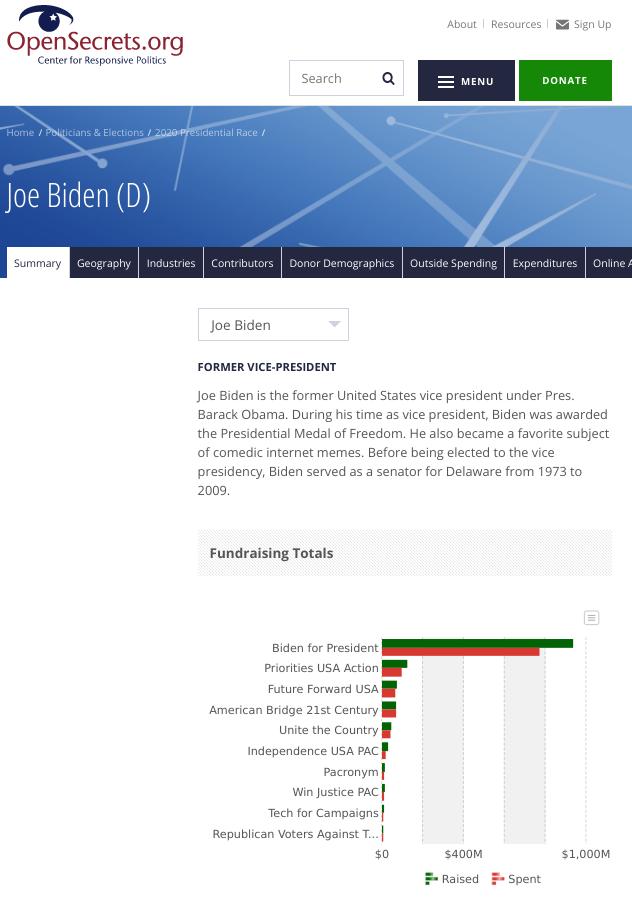 OpenSecrets.org
Center for Responsive Politics
About
Resources
Sign Up
Search
MENU
DONATE
Home / Politicians & Elections / 2020 Presidential Race /
Joe Biden (D)
Summary
Geography
Industries
Contributors
Donor Demographics
Outside Spending
Expenditures
Online A
Joe Biden
FORMER VICE-PRESIDENT
Joe Biden is the former United States vice president under Pres.
Barack Obama. During his time as vice president, Biden was awarded
the Presidential Medal of Freedom. He also became a favorite subject
of comedic internet memes. Before being elected to the vice
presidency, Biden served as a senator for Delaware from 1973 to
2009.
Fundraising Totals
Biden for President
Priorities USA Action
Future Forward USA
American Bridge 21st Century
Unite the Country
Independence USA PAC
Pacronym
Win Justice PAC
Tech for Campaigns
Republican Voters Against T...
$0
$400M
$1,000M
Raised
Spent